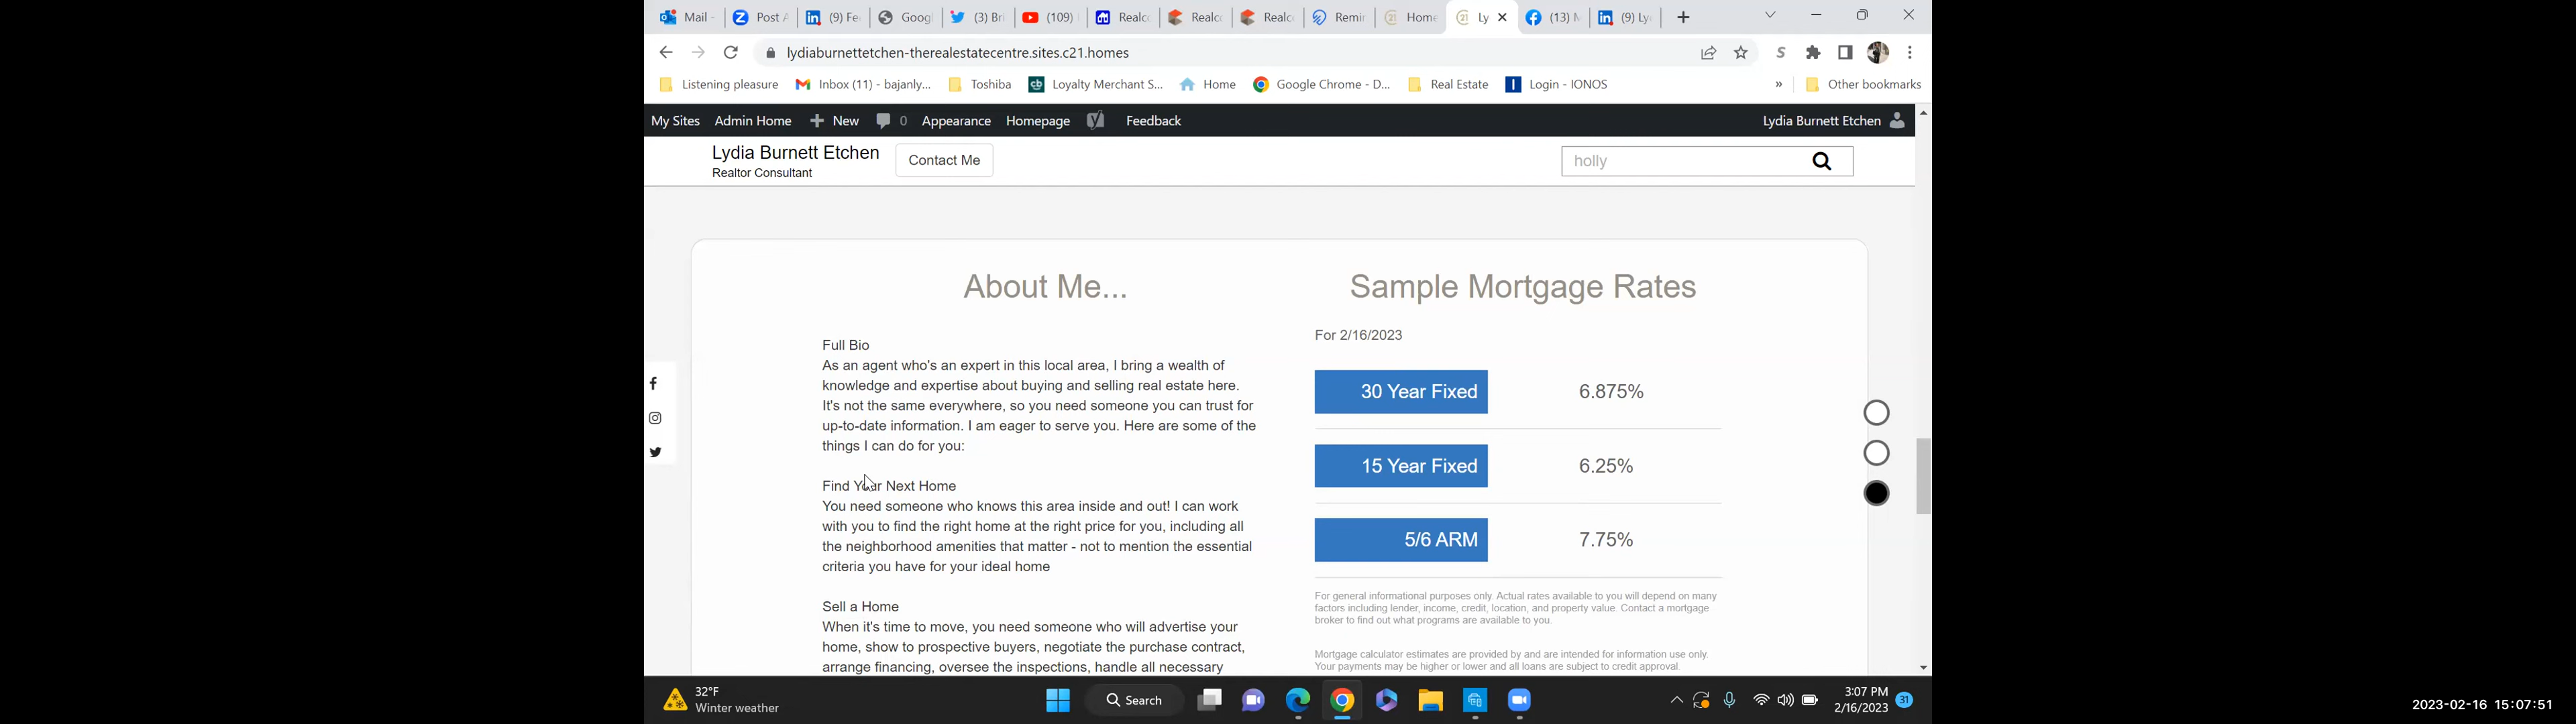 Mail - Post A (9) Fe Goog (3) Bri (109) Realc Realc Realc Remin Home Ly (13) M (9) Ly
lydiaburnettetchen-therealestatecentre.sites.c21.homes
Listening pleasure Inbox (11) - bajanly... Toshiba Loyalty Merchant S... Home Google Chrome - D... Real Estate Login - IONOS » Other bookmarks
My Sites Admin Home + New 0 Appearance Homepage Feedback Lydia Burnett Etchen
Lydia Burnett Etchen
Realtor Consultant
Contact Me
holly
About Me...
Full Bio
As an agent who's an expert in this local area, I bring a wealth of
knowledge and expertise about buying and selling real estate here.
It's not the same everywhere, so you need someone you can trust for
up-to-date information. I am eager to serve you. Here are some of the
things I can do for you:
Find Your Next Home
You need someone who knows this area inside and out! I can work
with you to find the right home at the right price for you, including all
the neighborhood amenities that matter - not to mention the essential
criteria you have for your ideal home
Sell a Home
When it's time to move, you need someone who will advertise your
home, show to prospective buyers, negotiate the purchase contract,
arrange financing, oversee the inspections, handle all necessary
Sample Mortgage Rates
For 2/16/2023
30 Year Fixed 6.875%
15 Year Fixed 6.25%
5/6 ARM 7.75%
For general informational purposes only. Actual rates available to you will depend on many
factors including lender, income, credit, location, and property value. Contact a mortgage
broker to find out what programs are available to you.
Mortgage calculator estimates are provided by and are intended for information use only.
Your payments may be higher or lower and all loans are subject to credit approval.
32°F
Winter weather
Search
3:07 PM
2/16/2023
31
2023-02-16 15:07:51